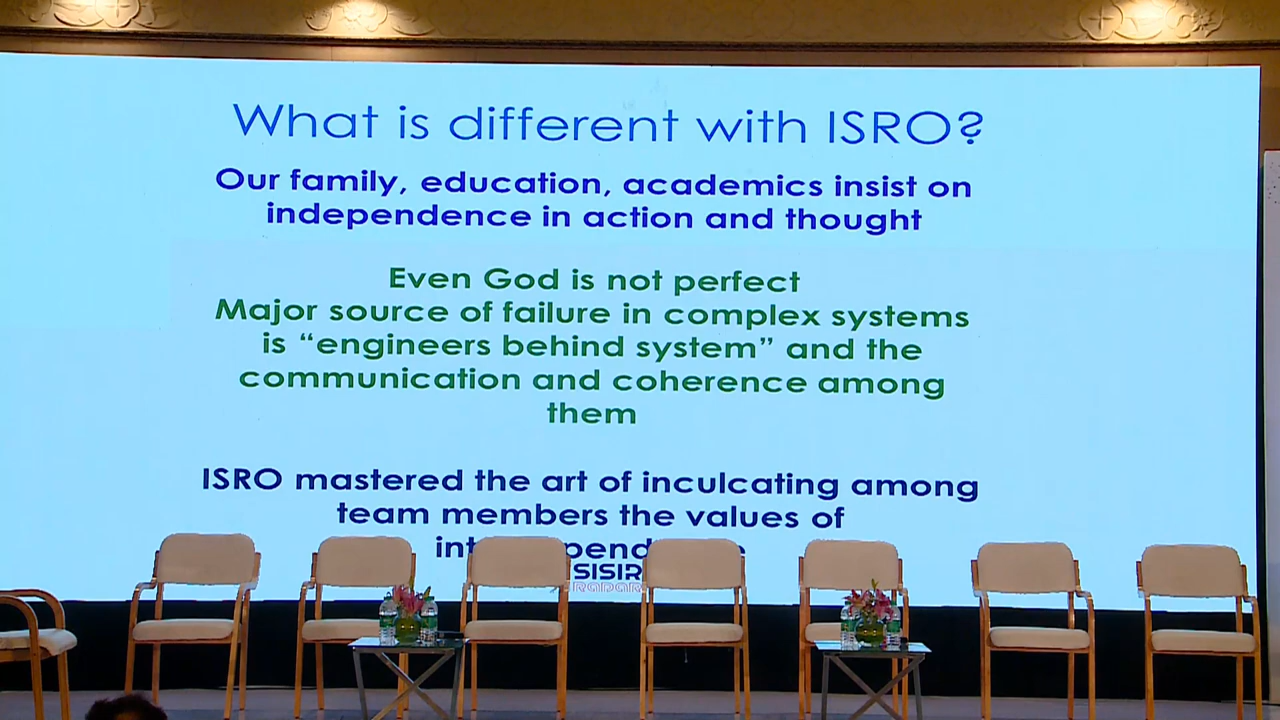 What is different with ISRO?
Our family, education, academics insist on
independence in action and thought
Even God is not perfect
Major source of failure in complex systems
is “engineers behind system” and the
communication and coherence among
them
ISRO mastered the art of inculcating among
team members the values of
SISIR